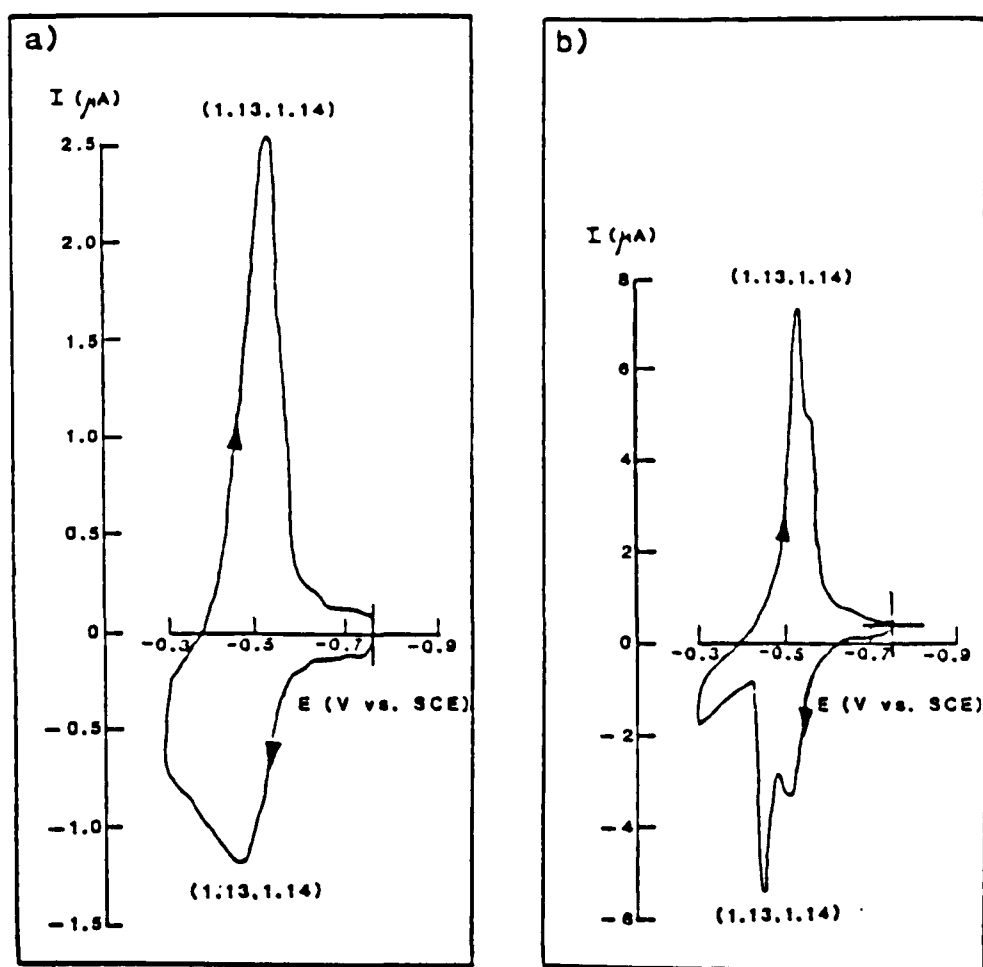 a)
I (μA)
(1.13,1.14)
2.5
2.0
1.5
1.0
0.5
0
-0.3 -0.5 -0.7 -0.9
E (V vs. SCE)
-0.5
-1.0
(1.13,1.14)
-1.5
b)
I (μA)
(1.13,1.14)
8
6
4
2
0
-0.3 -0.5 -0.7 -0.9
E (V vs. SCE)
-2
-4
-6
(1.13,1.14)